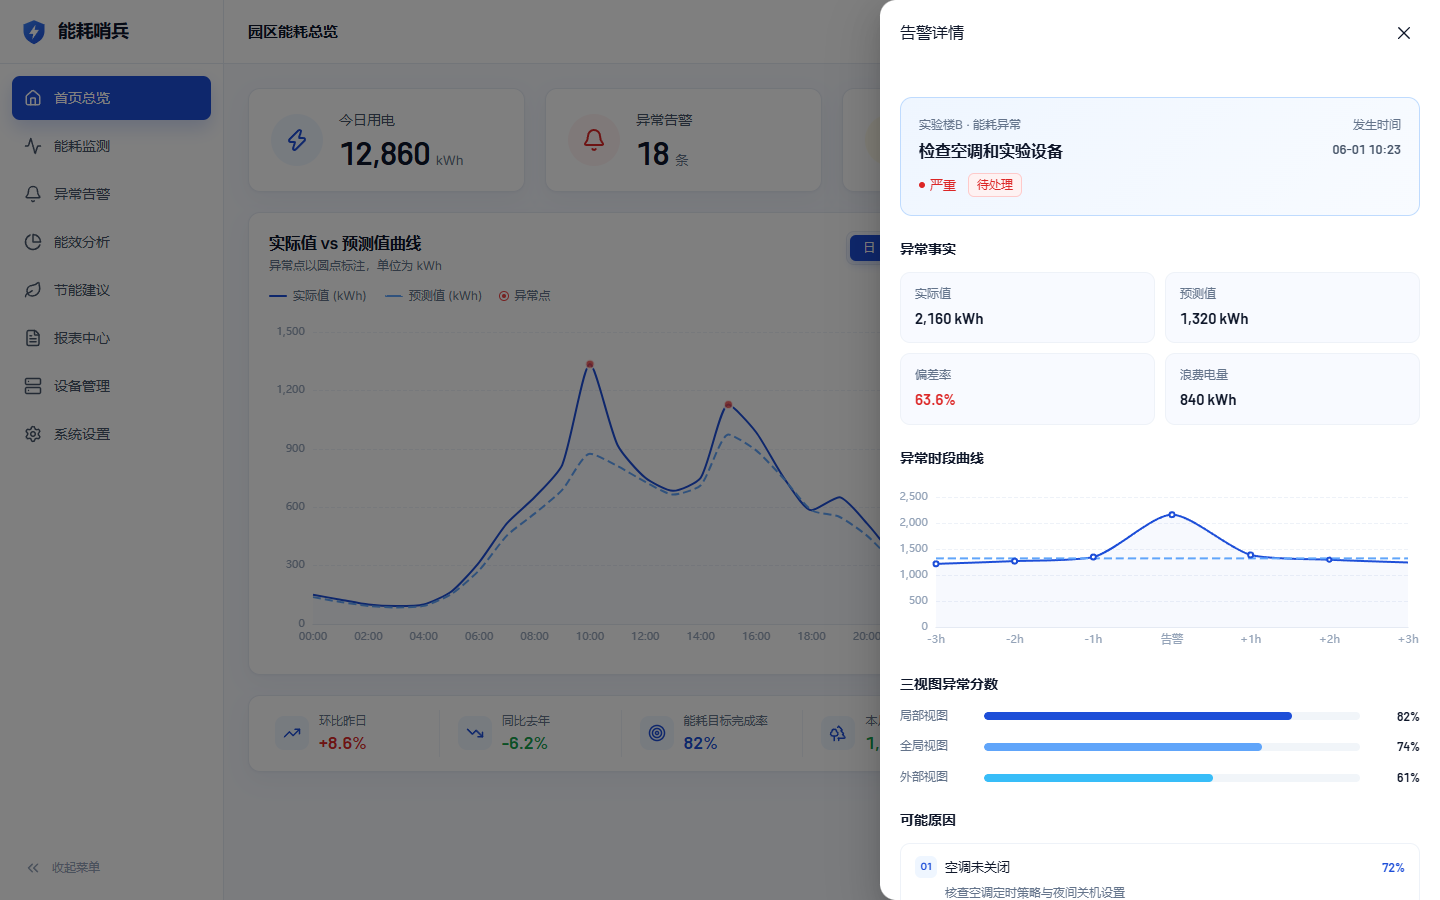 能耗哨兵
首页总览
能耗监测
异常告警
能效分析
节能建议
报表中心
设备管理
系统设置
收起菜单
园区能耗总览
今日用电
12,860 kWh
异常告警
18 条
实际值 vs 预测值曲线
异常点以圆点标注，单位为 kWh
日
实际值 (kWh) 预测值 (kWh) 异常点
1,500
1,200
900
600
300
0
00:00 02:00 04:00 06:00 08:00 10:00 12:00 14:00 16:00 18:00 20:00
环比昨日
+8.6%
同比去年
-6.2%
能耗目标完成率
82%
告警详情
实验楼B · 能耗异常
发生时间
检查空调和实验设备
06-01 10:23
严重 待处理
异常事实
实际值
2,160 kWh
预测值
1,320 kWh
偏差率
63.6%
浪费电量
840 kWh
异常时段曲线
2,500
2,000
1,500
1,000
500
0
-3h -2h -1h 告警 +1h +2h +3h
三视图异常分数
局部视图 82%
全局视图 74%
外部视图 61%
可能原因
01 空调未关闭 72%
核查空调定时策略与夜间关机设置